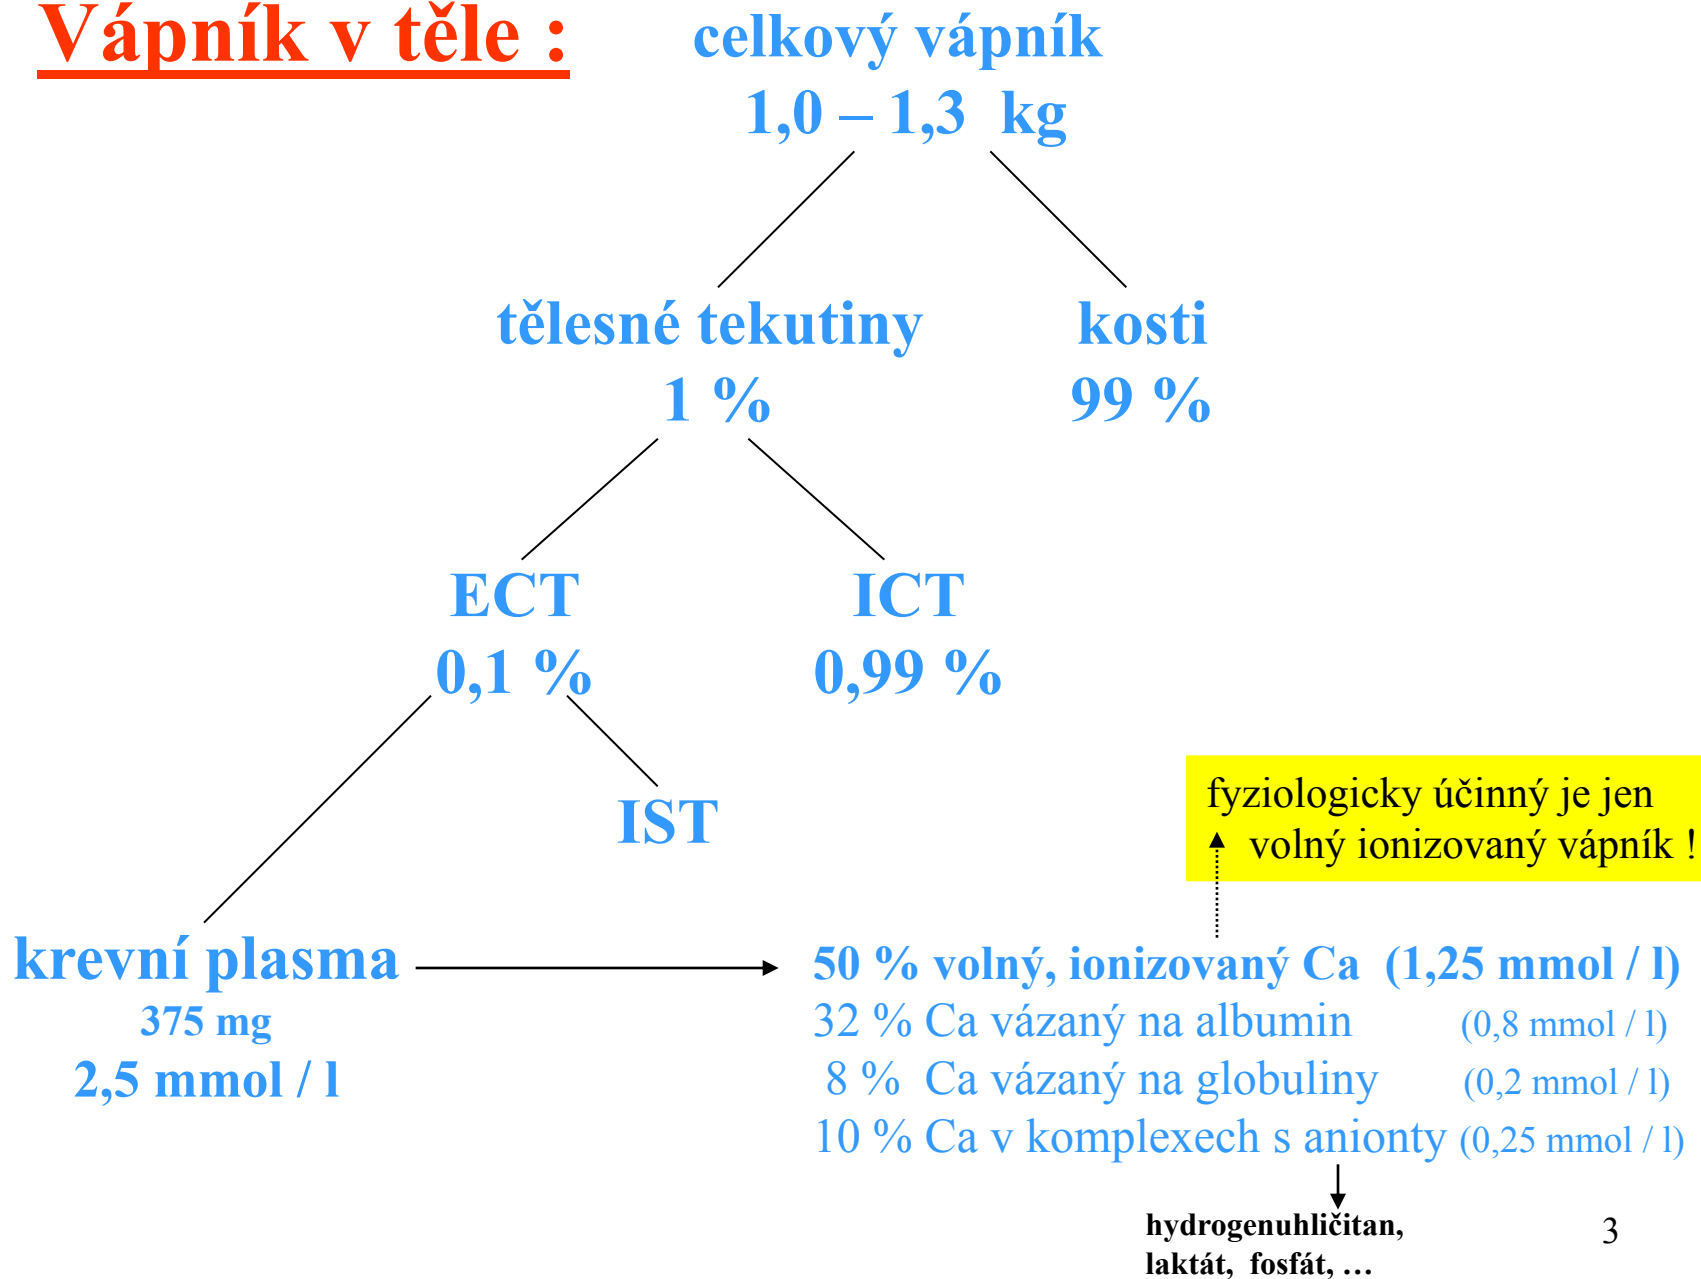 Vápník v těle :
celkový vápník
1,0 – 1,3 kg
tělesné tekutiny
1 %
kosti
99 %
ECT
0,1 %
ICT
0,99 %
IST
fyziologicky účinný je jen
volný ionizovaný vápník !
krevní plasma
375 mg
2,5 mmol / l
50 % volný, ionizovaný Ca (1,25 mmol / l)
32 % Ca vázaný na albumin (0,8 mmol / l)
8 % Ca vázaný na globuliny (0,2 mmol / l)
10 % Ca v komplexech s anionty (0,25 mmol / l)
hydrogenuhličitan,
laktát, fosfát, …
3